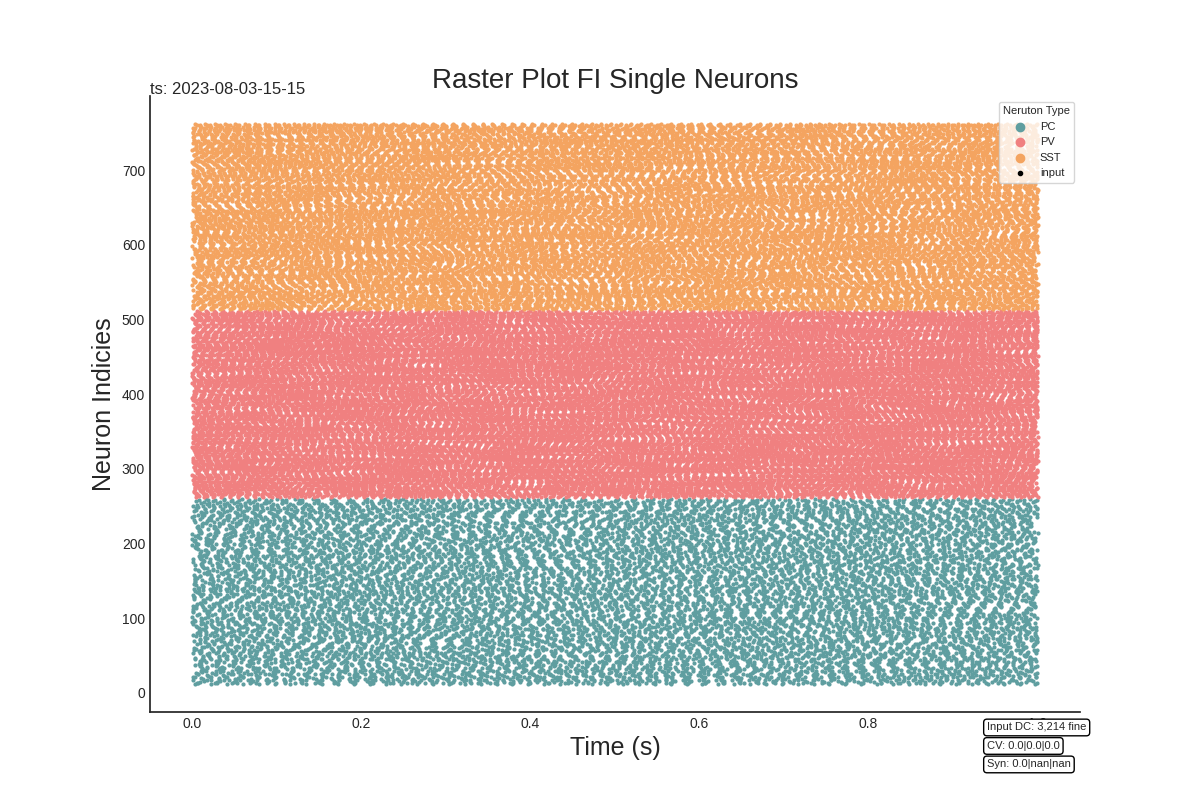 Raster Plot FI Single Neurons
ts: 2023-08-03-15-15
Neruton Type
PC
PV
SST
input
Neuron Indicies
700
600
500
400
300
200
100
0
0.0
0.2
0.4
0.6
0.8
Time (s)
Input DC: 3,214 fine
CV: 0.0|0.0|0.0
Syn: 0.0|nan|nan